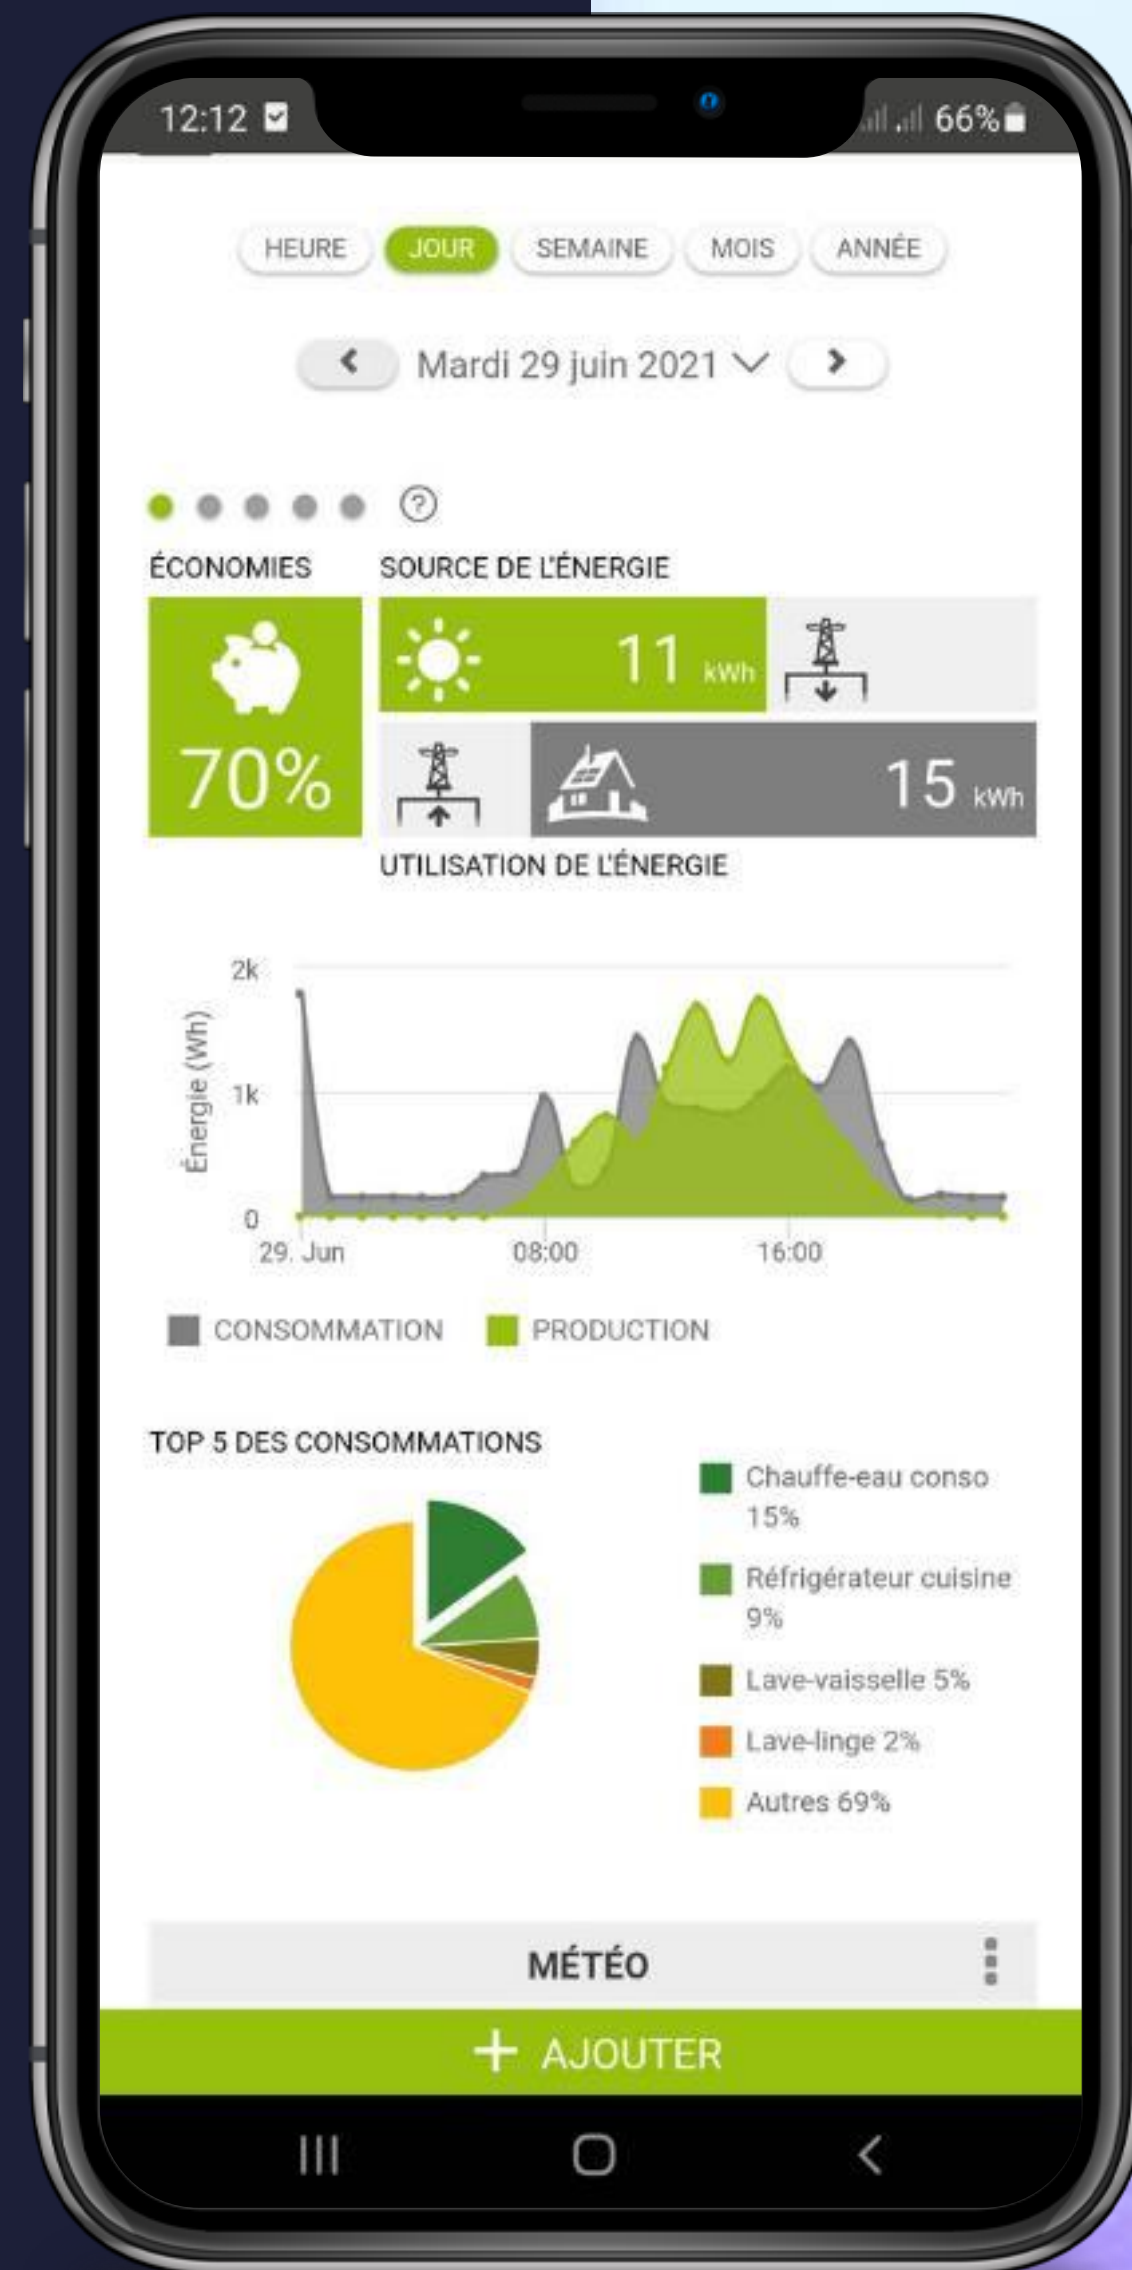 12:12
66%
HEURE JOUR SEMAINE MOIS ANNÉE
Mardi 29 juin 2021
?
ÉCONOMIES SOURCE DE L'ÉNERGIE
11 kWh
70%
15 kWh
UTILISATION DE L'ÉNERGIE
Énergie (Wh)
2k
1k
0
29. Jun 08:00 16:00
CONSOMMATION PRODUCTION
TOP 5 DES CONSOMMATIONS
Chauffe-eau conso
15%
Réfrigérateur cuisine
9%
Lave-vaisselle 5%
Lave-linge 2%
Autres 69%
MÉTÉO
+ AJOUTER